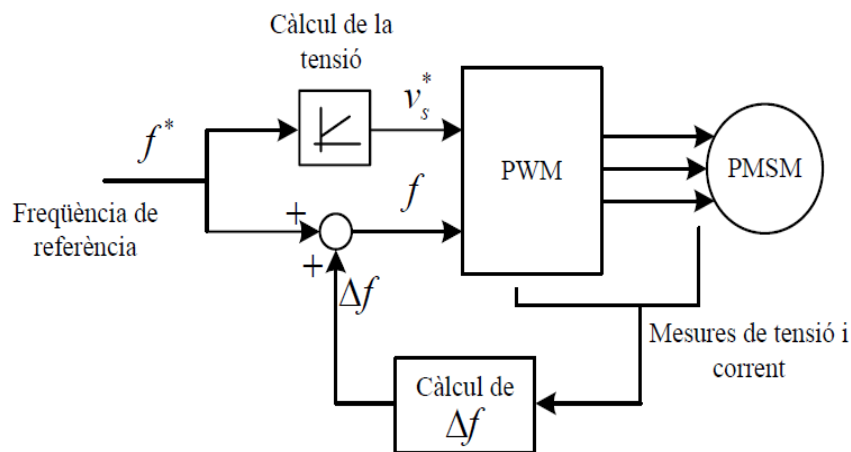 Càlcul de la
tensió
f*
v_s^*
Freqüència de
referència
+
+
f
Δf
PWM
PMSM
Mesures de tensió i
corrent
Càlcul de
Δf